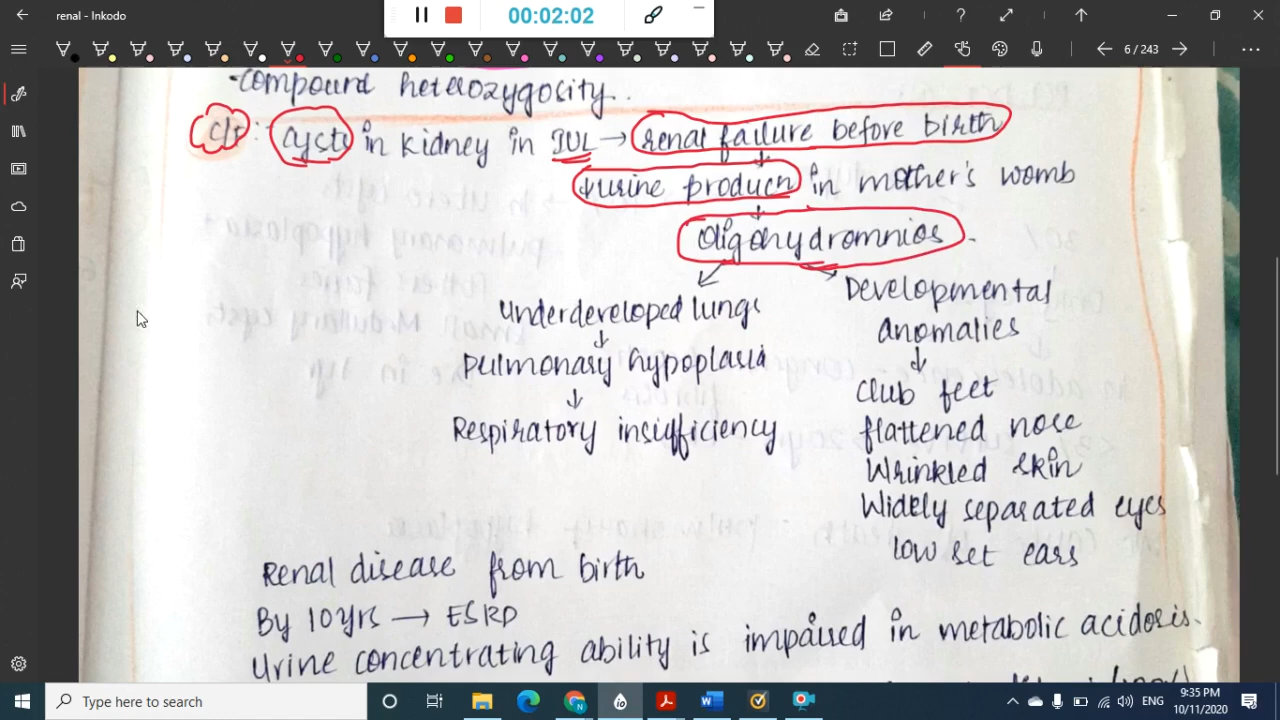 renal - Inkodo
00:02:02
6 / 243
-Compound heterozygosity.
C/F :- Cysts in kidney in IUL → renal failure before birth
↓
↓urine producn in mother's womb
↓
Oligohydromnios.
Underdeveloped lungs
↓
Pulmonary hypoplasia
↓
Respiratory insufficiency
Developmental
anomalies
↓
Club feet
flattened nose
Wrinkled skin
Widely separated eyes
low set ears
Renal disease from birth
By 10yrs → ESRD
Urine concentrating ability is impaired in metabolic acidosis.
Type here to search
ENG
9:35 PM
10/11/2020